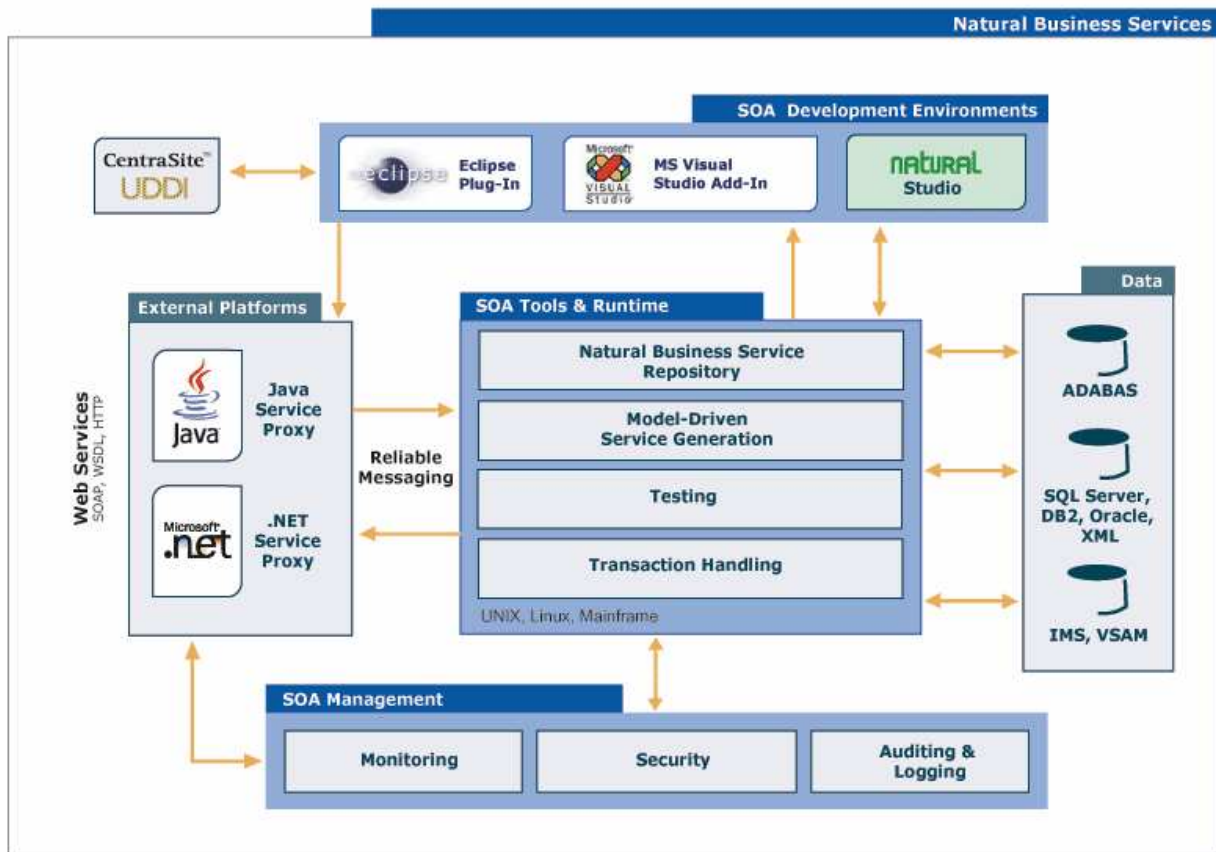 Natural Business Services
SOA Development Environments
CentraSite™
UDDI
eclipse
Eclipse
Plug-In
Microsoft®
VISUAL
Studio
MS Visual
Studio Add-In
NATURAL
Studio
External Platforms
SOA Tools & Runtime
Data
Web Services
SOAP, WSDL, HTTP
Java
Java
Service
Proxy
Microsoft®
.net
.NET
Service
Proxy
Reliable
Messaging
Natural Business Service
Repository
Model-Driven
Service Generation
Testing
Transaction Handling
UNIX, Linux, Mainframe
ADABAS
SQL Server,
DB2, Oracle,
XML
IMS, VSAM
SOA Management
Monitoring
Security
Auditing &
Logging